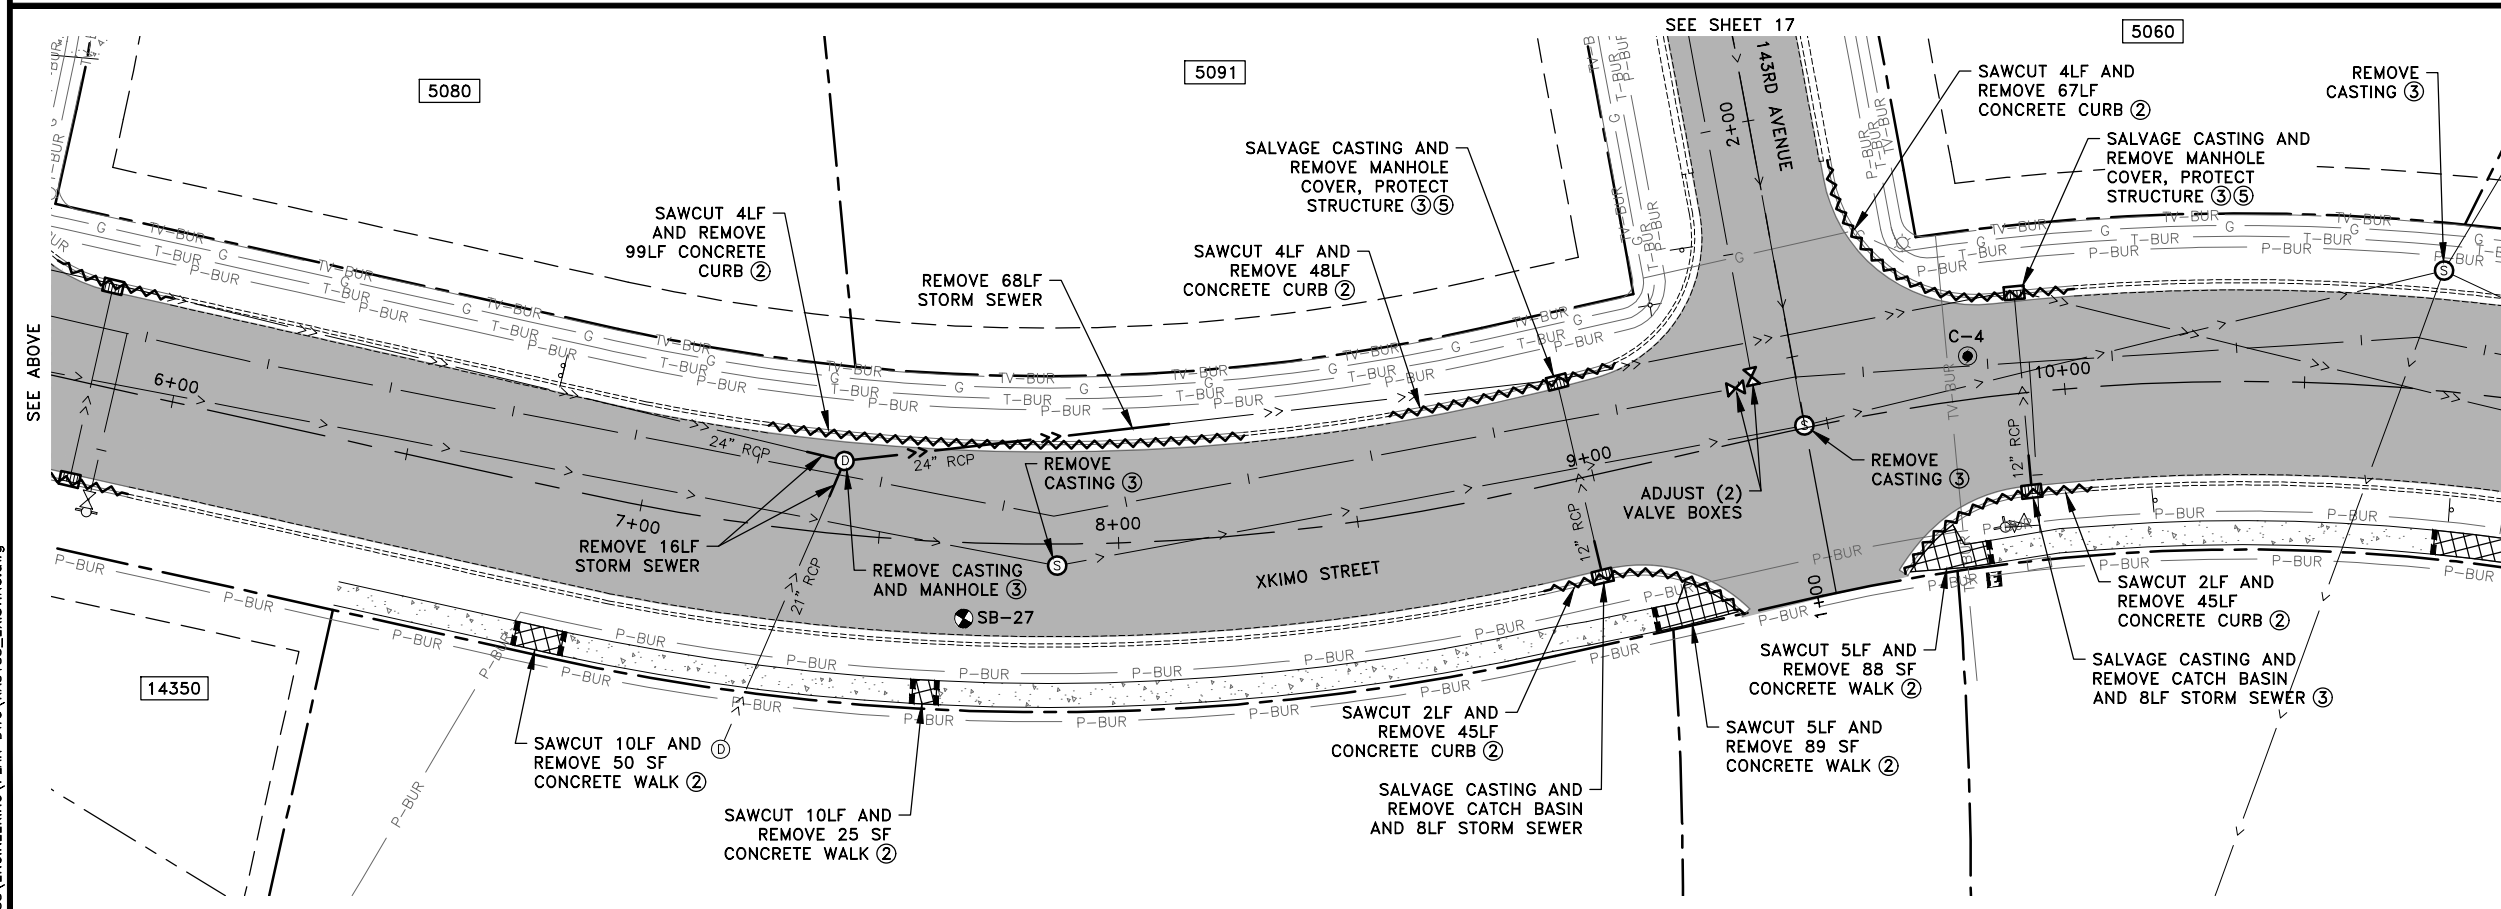 SEE SHEET 17
5080
5091
5060
143RD AVENUE
2+00
SAWCUT 4LF AND
REMOVE 67LF
CONCRETE CURB ②
REMOVE
CASTING ③
SALVAGE CASTING AND
REMOVE MANHOLE
COVER, PROTECT
STRUCTURE ③⑤
SALVAGE CASTING AND
REMOVE MANHOLE
COVER, PROTECT
STRUCTURE ③⑤
SAWCUT 4LF
AND REMOVE
99LF CONCRETE
CURB ②
REMOVE 68LF
STORM SEWER
SAWCUT 4LF AND
REMOVE 48LF
CONCRETE CURB ②
SEE ABOVE
6+00
7+00
8+00
9+00
10+00
1+00
C-4
24" RCP
24" RCP
21" RCP
12" RCP
12" RCP
D
S
S
S
REMOVE
CASTING ③
REMOVE
CASTING ③
ADJUST (2)
VALVE BOXES
REMOVE 16LF
STORM SEWER
REMOVE CASTING
AND MANHOLE ③
XKIMO STREET
SB-27
14350
SAWCUT 2LF AND
REMOVE 45LF
CONCRETE CURB ②
SAWCUT 5LF AND
REMOVE 88 SF
CONCRETE WALK ②
SALVAGE CASTING AND
REMOVE CATCH BASIN
AND 8LF STORM SEWER ③
SAWCUT 2LF AND
REMOVE 45LF
CONCRETE CURB ②
SAWCUT 5LF AND
REMOVE 89 SF
CONCRETE WALK ②
SAWCUT 10LF AND
REMOVE 50 SF
CONCRETE WALK ②
D
SALVAGE CASTING AND
REMOVE CATCH BASIN
AND 8LF STORM SEWER
SAWCUT 10LF AND
REMOVE 25 SF
CONCRETE WALK ②
TV-BUR
G
T-BUR
P-BUR